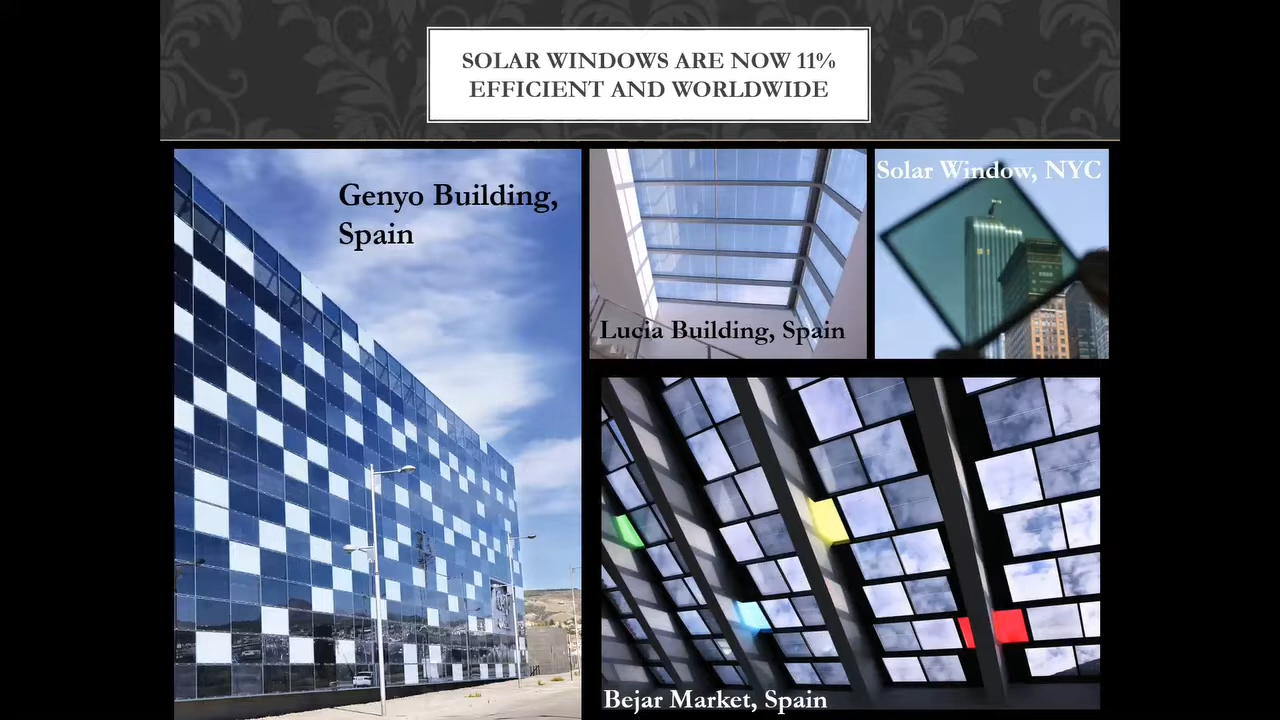 SOLAR WINDOWS ARE NOW 11%
EFFICIENT AND WORLDWIDE
Genyo Building,
Spain
Lucia Building, Spain
Solar Window, NYC
Bejar Market, Spain